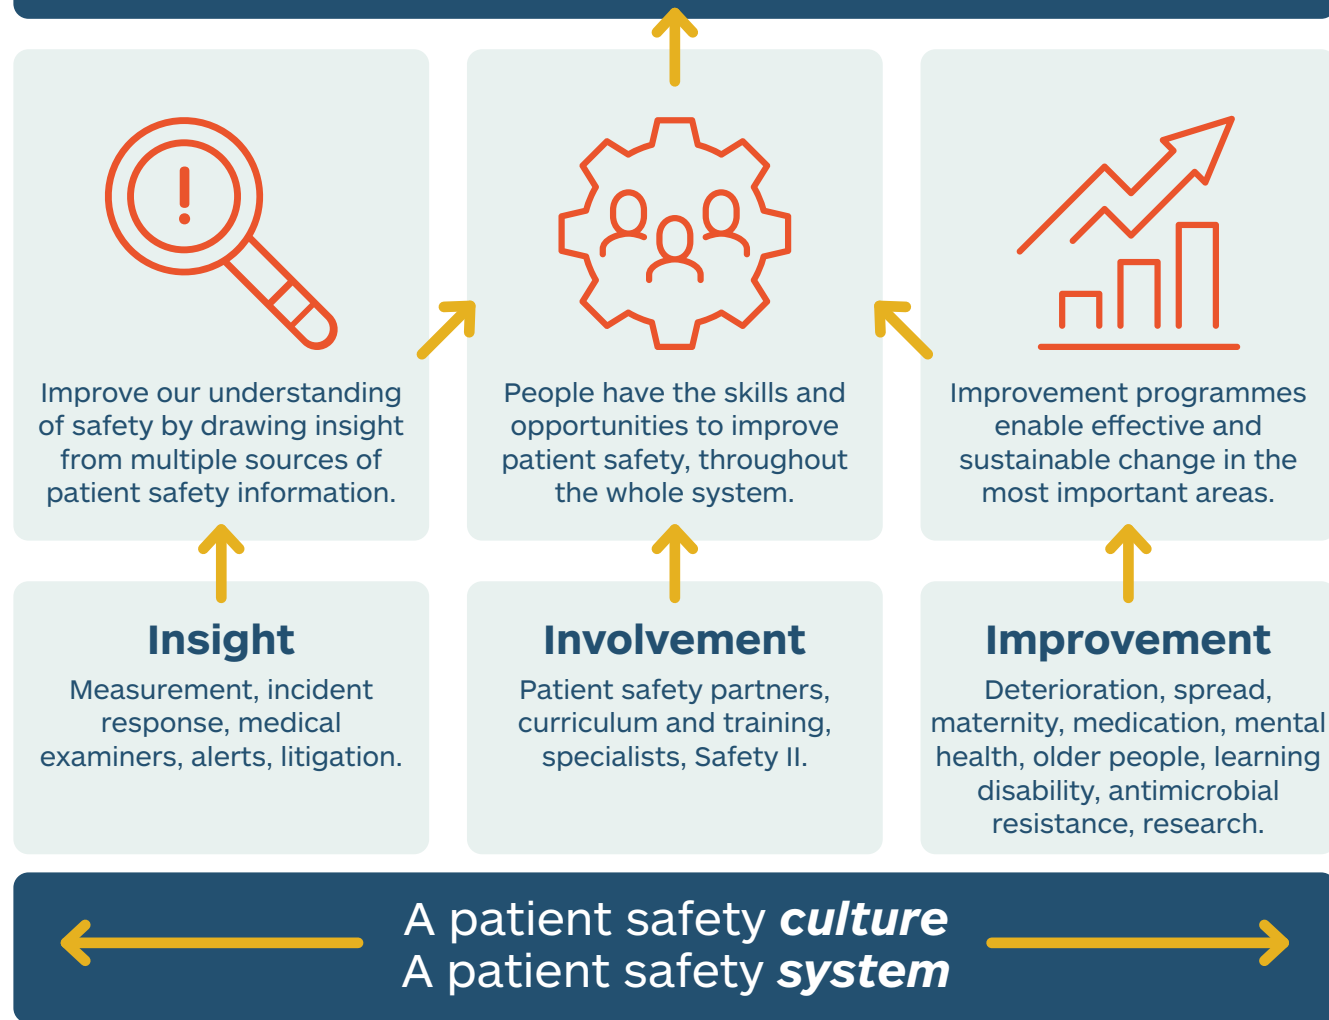 Improve our understanding
of safety by drawing insight
from multiple sources of
patient safety information.
People have the skills and
opportunities to improve
patient safety, throughout
the whole system.
Improvement programmes
enable effective and
sustainable change in the
most important areas.
Insight
Measurement, incident
response, medical
examiners, alerts, litigation.
Involvement
Patient safety partners,
curriculum and training,
specialists, Safety II.
Improvement
Deterioration, spread,
maternity, medication, mental
health, older people, learning
disability, antimicrobial
resistance, research.
A patient safety culture
A patient safety system